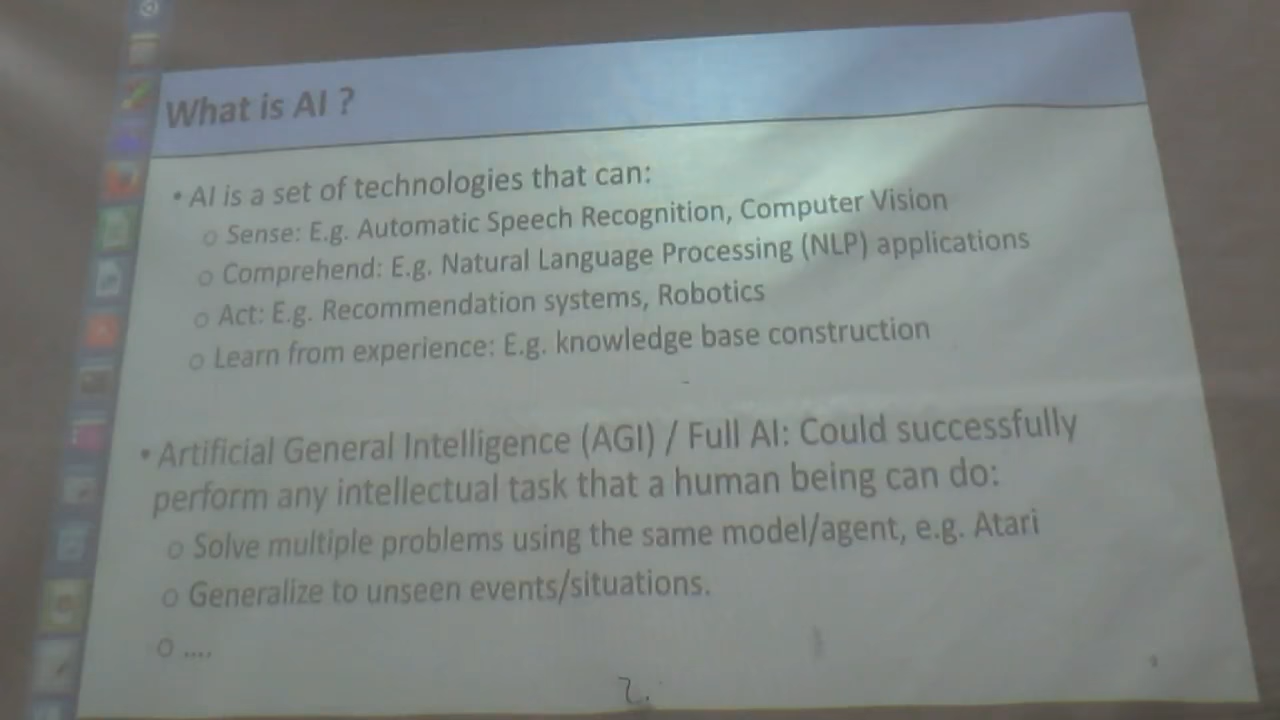 What is AI ?
• AI is a set of technologies that can:
o Sense: E.g. Automatic Speech Recognition, Computer Vision
o Comprehend: E.g. Natural Language Processing (NLP) applications
o Act: E.g. Recommendation systems, Robotics
o Learn from experience: E.g. knowledge base construction
• Artificial General Intelligence (AGI) / Full AI: Could successfully
perform any intellectual task that a human being can do:
o Solve multiple problems using the same model/agent, e.g. Atari
o Generalize to unseen events/situations.
o ....
2.